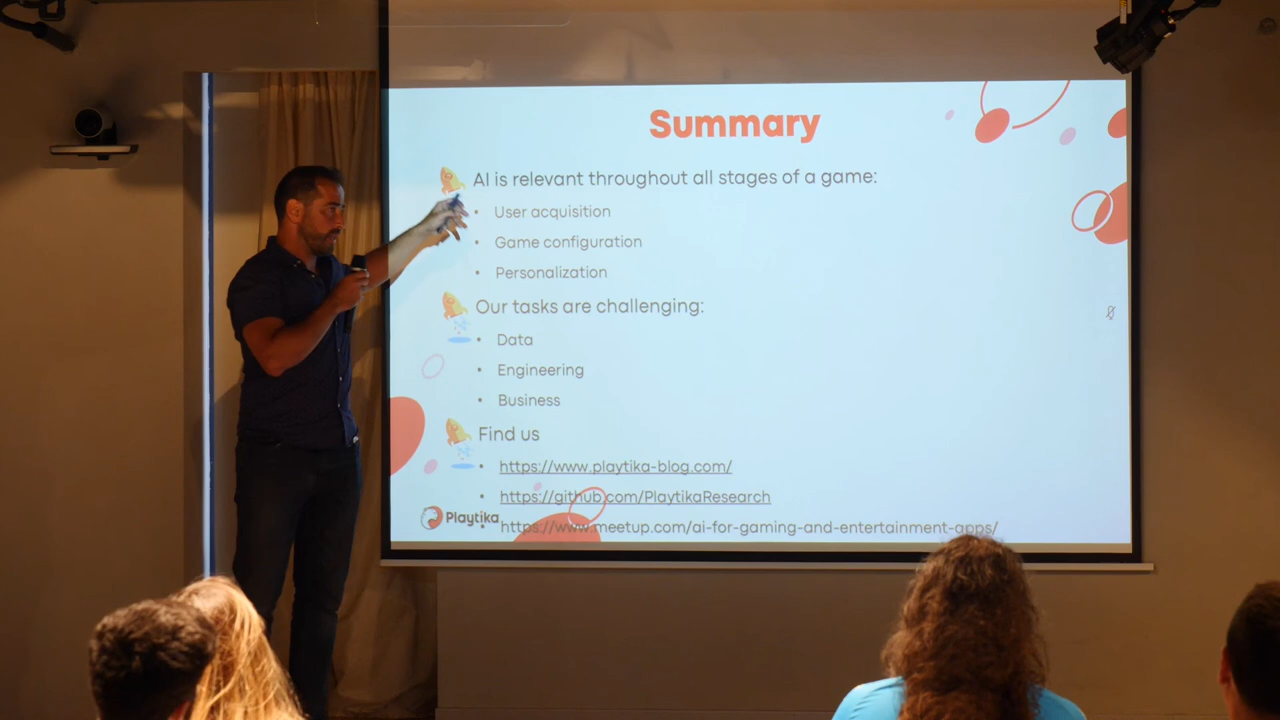 Summary
AI is relevant throughout all stages of a game:
• User acquisition
• Game configuration
• Personalization
Our tasks are challenging:
• Data
• Engineering
• Business
Find us
• https://www.playtika-blog.com/
• https://github.com/PlaytikaResearch
• https://www.meetup.com/ai-for-gaming-and-entertainment-apps/
Playtika